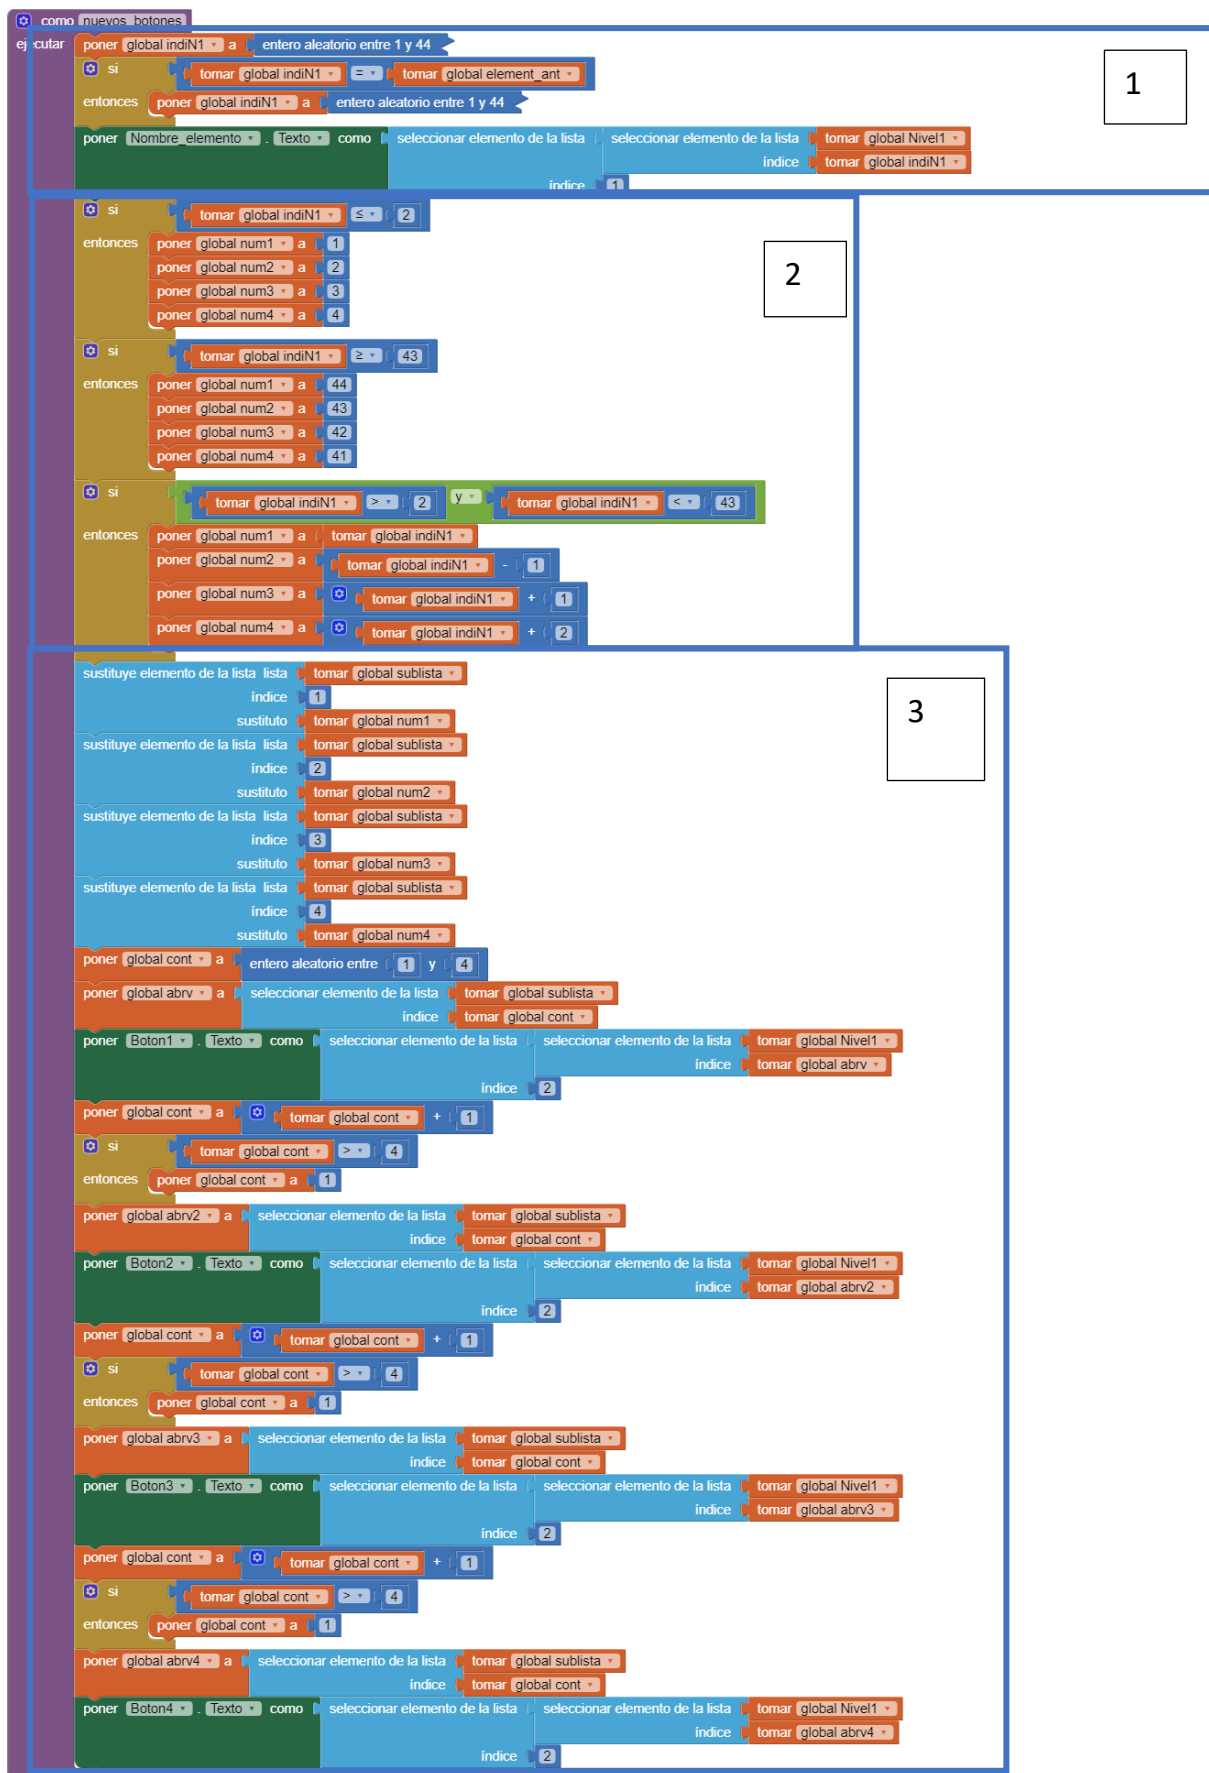 como nuevos_botones
ejecutar poner global indiN1 a entero aleatorio entre 1 y 44
si tomar global indiN1 = tomar global element_ant
entonces poner global indiN1 a entero aleatorio entre 1 y 44
1
poner Nombre_elemento . Texto como seleccionar elemento de la lista seleccionar elemento de la lista tomar global Nivel1
índice tomar global indiN1
índice 1
si tomar global indiN1 ≤ 2
entonces poner global num1 a 1
poner global num2 a 2
2
poner global num3 a 3
poner global num4 a 4
si tomar global indiN1 ≥ 43
entonces poner global num1 a 44
poner global num2 a 43
poner global num3 a 42
poner global num4 a 41
si tomar global indiN1 > 2 y tomar global indiN1 < 43
entonces poner global num1 a tomar global indiN1
poner global num2 a tomar global indiN1 - 1
poner global num3 a tomar global indiN1 + 1
poner global num4 a tomar global indiN1 + 2
sustituye elemento de la lista lista tomar global sublista
índice 1
3
sustituto tomar global num1
sustituye elemento de la lista lista tomar global sublista
índice 2
sustituto tomar global num2
sustituye elemento de la lista lista tomar global sublista
índice 3
sustituto tomar global num3
sustituye elemento de la lista lista tomar global sublista
índice 4
sustituto tomar global num4
poner global cont a entero aleatorio entre 1 y 4
poner global abrv a seleccionar elemento de la lista tomar global sublista
índice tomar global cont
poner Boton1 . Texto como seleccionar elemento de la lista seleccionar elemento de la lista tomar global Nivel1
índice tomar global abrv
índice 2
poner global cont a tomar global cont + 1
si tomar global cont > 4
entonces poner global cont a 1
poner global abrv2 a seleccionar elemento de la lista tomar global sublista
índice tomar global cont
poner Boton2 . Texto como seleccionar elemento de la lista seleccionar elemento de la lista tomar global Nivel1
índice tomar global abrv2
índice 2
poner global cont a tomar global cont + 1
si tomar global cont > 4
entonces poner global cont a 1
poner global abrv3 a seleccionar elemento de la lista tomar global sublista
índice tomar global cont
poner Boton3 . Texto como seleccionar elemento de la lista seleccionar elemento de la lista tomar global Nivel1
índice tomar global abrv3
índice 2
poner global cont a tomar global cont + 1
si tomar global cont > 4
entonces poner global cont a 1
poner global abrv4 a seleccionar elemento de la lista tomar global sublista
índice tomar global cont
poner Boton4 . Texto como seleccionar elemento de la lista seleccionar elemento de la lista tomar global Nivel1
índice tomar global abrv4
índice 2